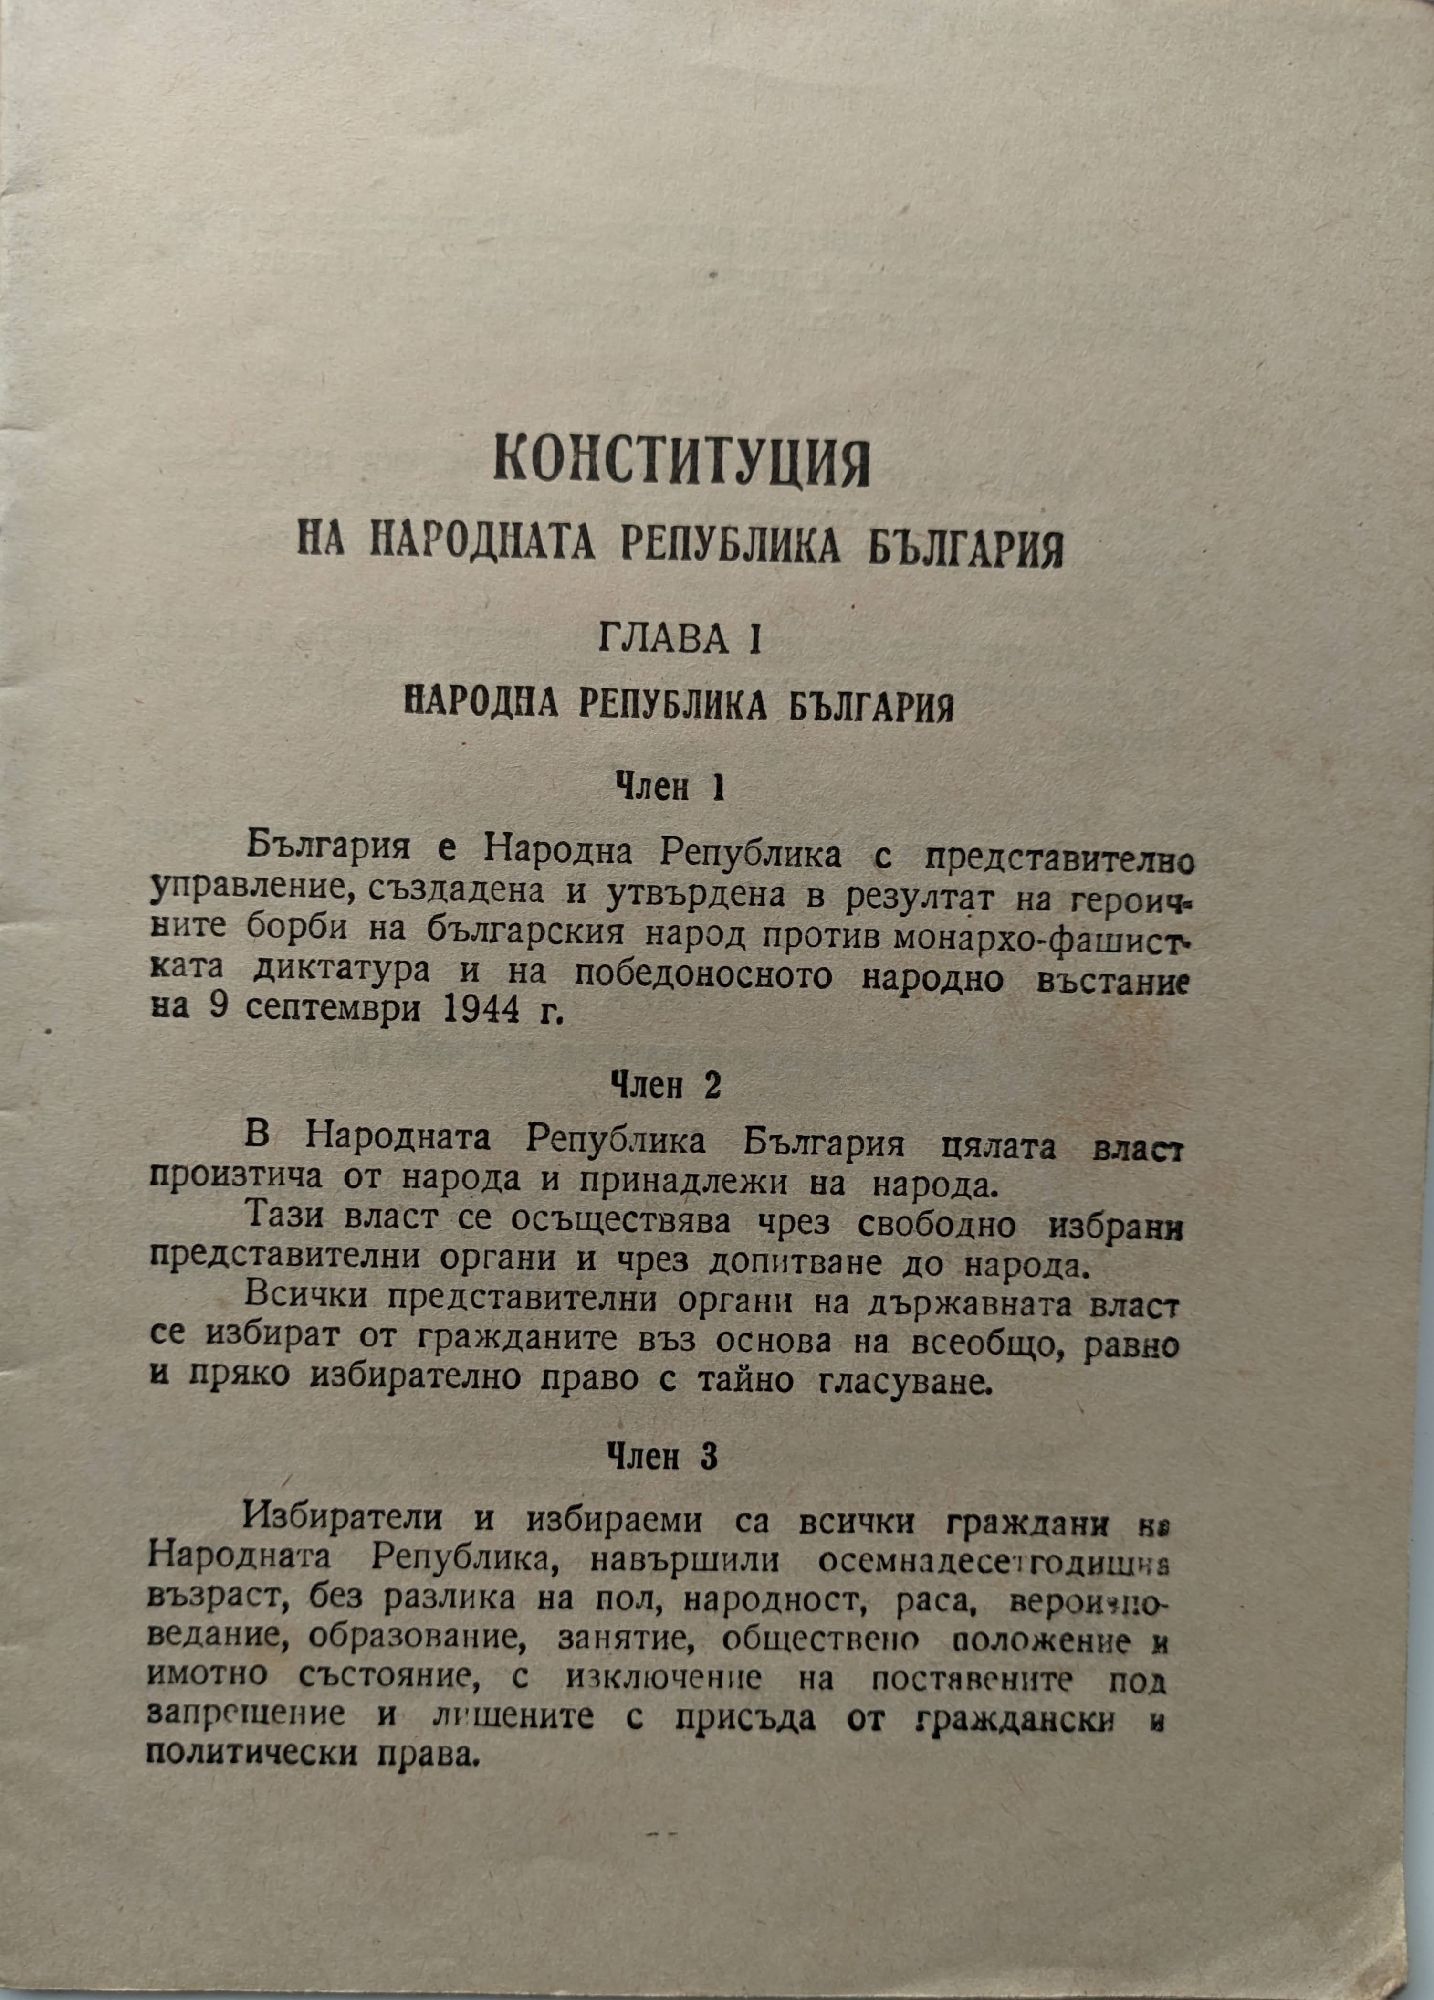 КОНСТИТУЦИЯ
НА НАРОДНАТА РЕПУБЛИКА БЪЛГАРИЯ
ГЛАВА I
НАРОДНА РЕПУБЛИКА БЪЛГАРИЯ
Член 1
България е Народна Република с представително
управление, създадена и утвърдена в резултат на героич-
ните борби на българския народ против монархо-фашист-
ката диктатура и на победоносното народно въстание
на 9 септември 1944 г.
Член 2
В Народната Република България цялата власт
произтича от народа и принадлежи на народа.
Тази власт се осъществява чрез свободно избрани
представителни органи и чрез допитване до народа.
Всички представителни органи на държавната власт
се избират от гражданите въз основа на всеобщо, равно
и пряко избирателно право с тайно гласуване.
Член 3
Избиратели и избираеми са всички граждани на
Народната Република, навършили осемнадесетгодишна
възраст, без разлика на пол, народност, раса, вероизпо-
ведание, образование, занятие, обществено положение и
имотно състояние, с изключение на поставените под
запрещение и лишените с присъда от граждански и
политически права.